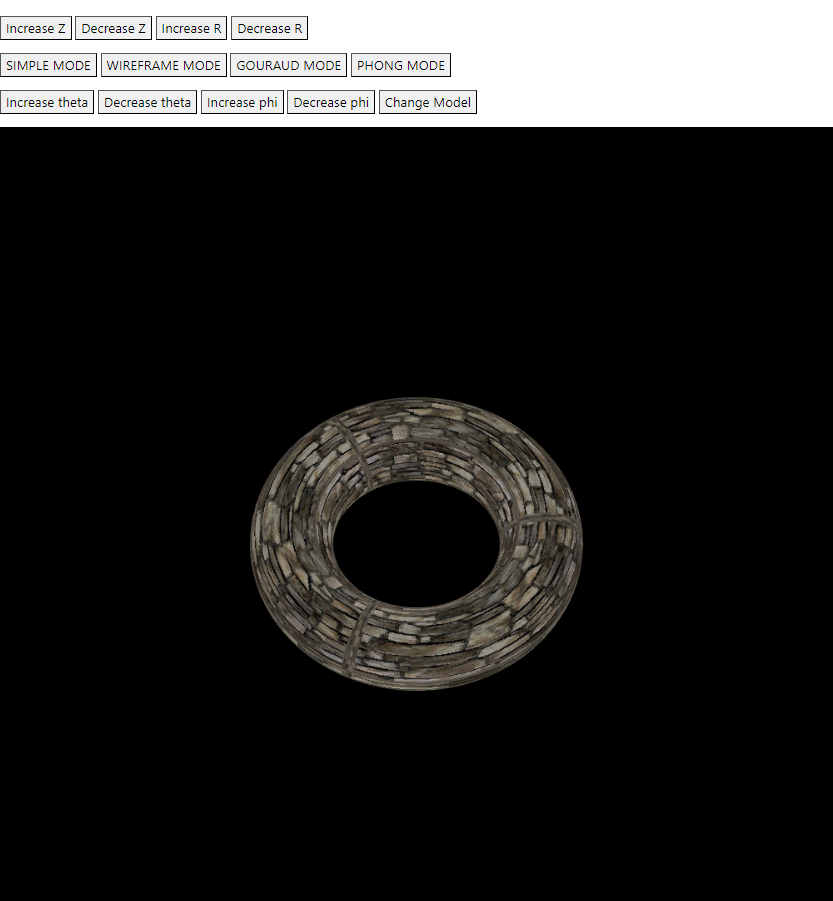 Increase Z Decrease Z Increase R Decrease R
SIMPLE MODE WIREFRAME MODE GOURAUD MODE PHONG MODE
Increase theta Decrease theta Increase phi Decrease phi Change Model